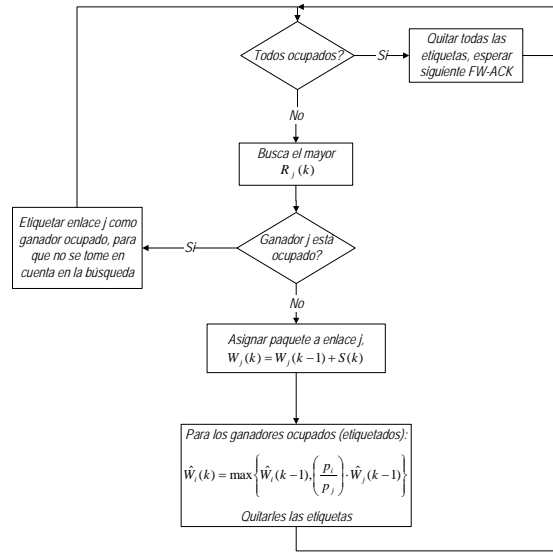 Todos ocupados?
Si
Quitar todas las
etiquetas, esperar
siguiente FW-ACK
No
Busca el mayor
R_j(k)
Etiquetar enlace j como
ganador ocupado, para
que no se tome en
cuenta en la búsqueda
Si
Ganador j está
ocupado?
No
Asignar paquete a enlace j,
W_j(k) = W_j(k−1) + S(k)
Para los ganadores ocupados (etiquetados):
Ŵ_i(k) = max{Ŵ_i(k−1), (p_i/p_j)·Ŵ_j(k−1)}
Quitarles las etiquetas